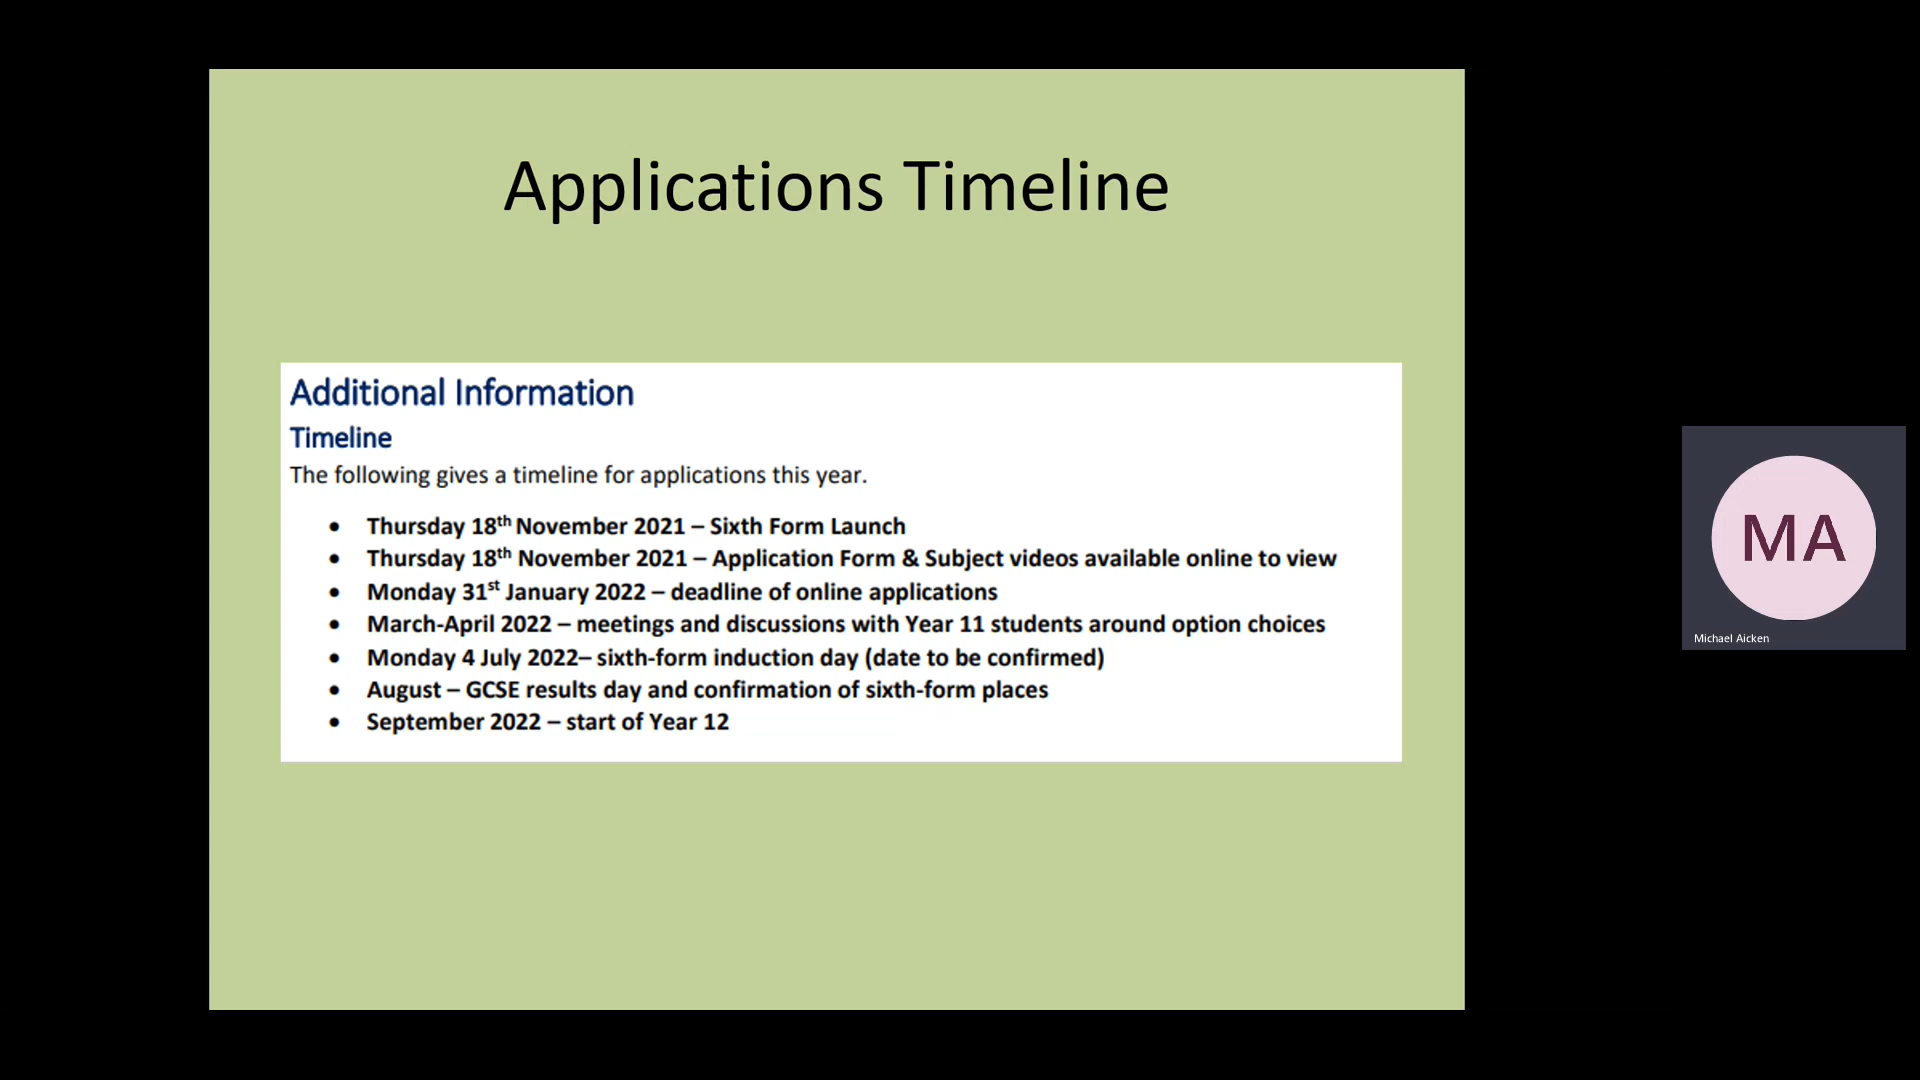 Applications Timeline
Additional Information
Timeline
The following gives a timeline for applications this year.
• Thursday 18th November 2021 – Sixth Form Launch
• Thursday 18th November 2021 – Application Form & Subject videos available online to view
• Monday 31st January 2022 – deadline of online applications
• March-April 2022 – meetings and discussions with Year 11 students around option choices
• Monday 4 July 2022– sixth-form induction day (date to be confirmed)
• August – GCSE results day and confirmation of sixth-form places
• September 2022 – start of Year 12
MA
Michael Aicken